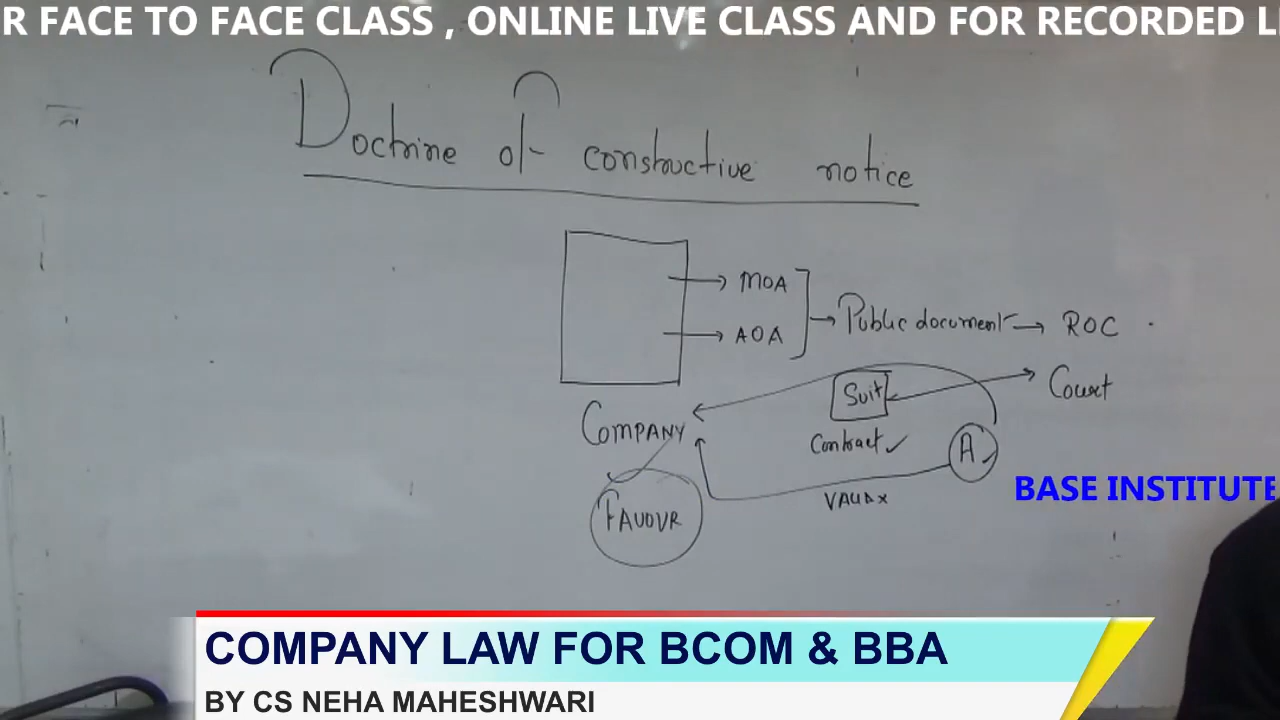 R FACE TO FACE CLASS , ONLINE LIVE CLASS AND FOR RECORDED L
Doctrine of constructive notice
MOA
AOA
Public document
ROC
Suit
Court
COMPANY
Contract
A
FAVOUR
BASE INSTITUTE
COMPANY LAW FOR BCOM & BBA
BY CS NEHA MAHESHWARI